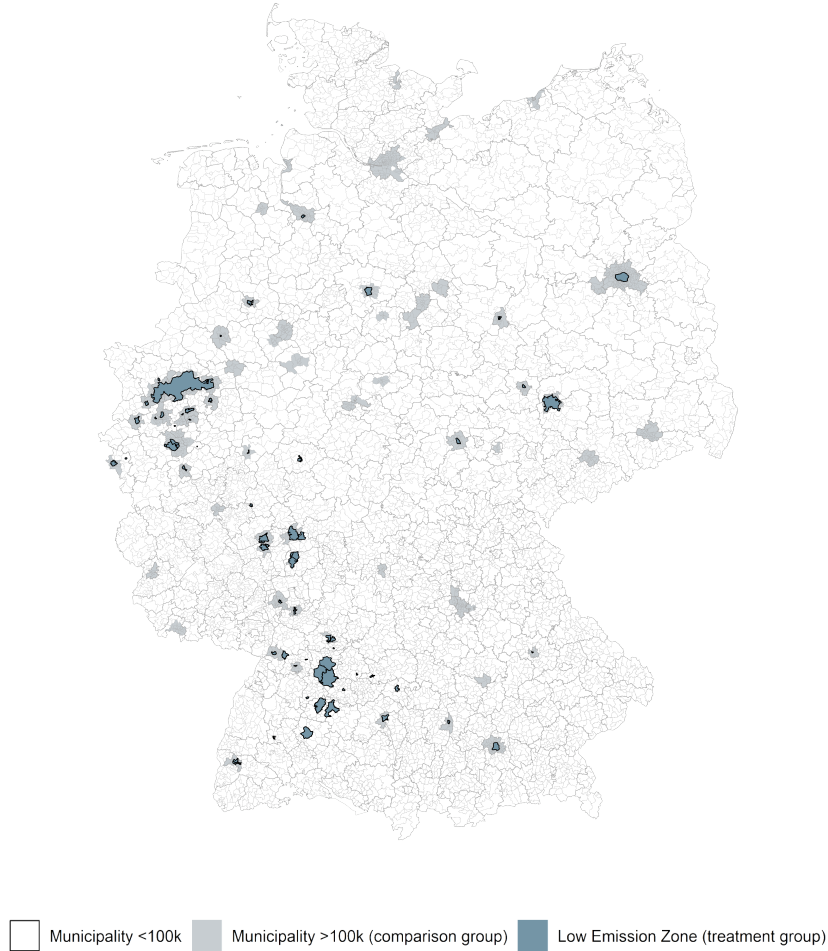 Municipality <100k
Municipality >100k (comparison group)
Low Emission Zone (treatment group)